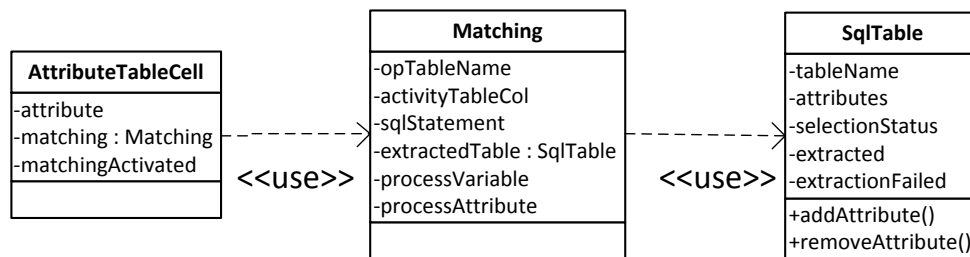 AttributeTableCell
-attribute
-matching : Matching
-matchingActivated
<<use>>
Matching
-opTableName
-activityTableCol
-sqlStatement
-extractedTable : SqlTable
-processVariable
-processAttribute
<<use>>
SqlTable
-tableName
-attributes
-selectionStatus
-extracted
-extractionFailed
+addAttribute()
+removeAttribute()